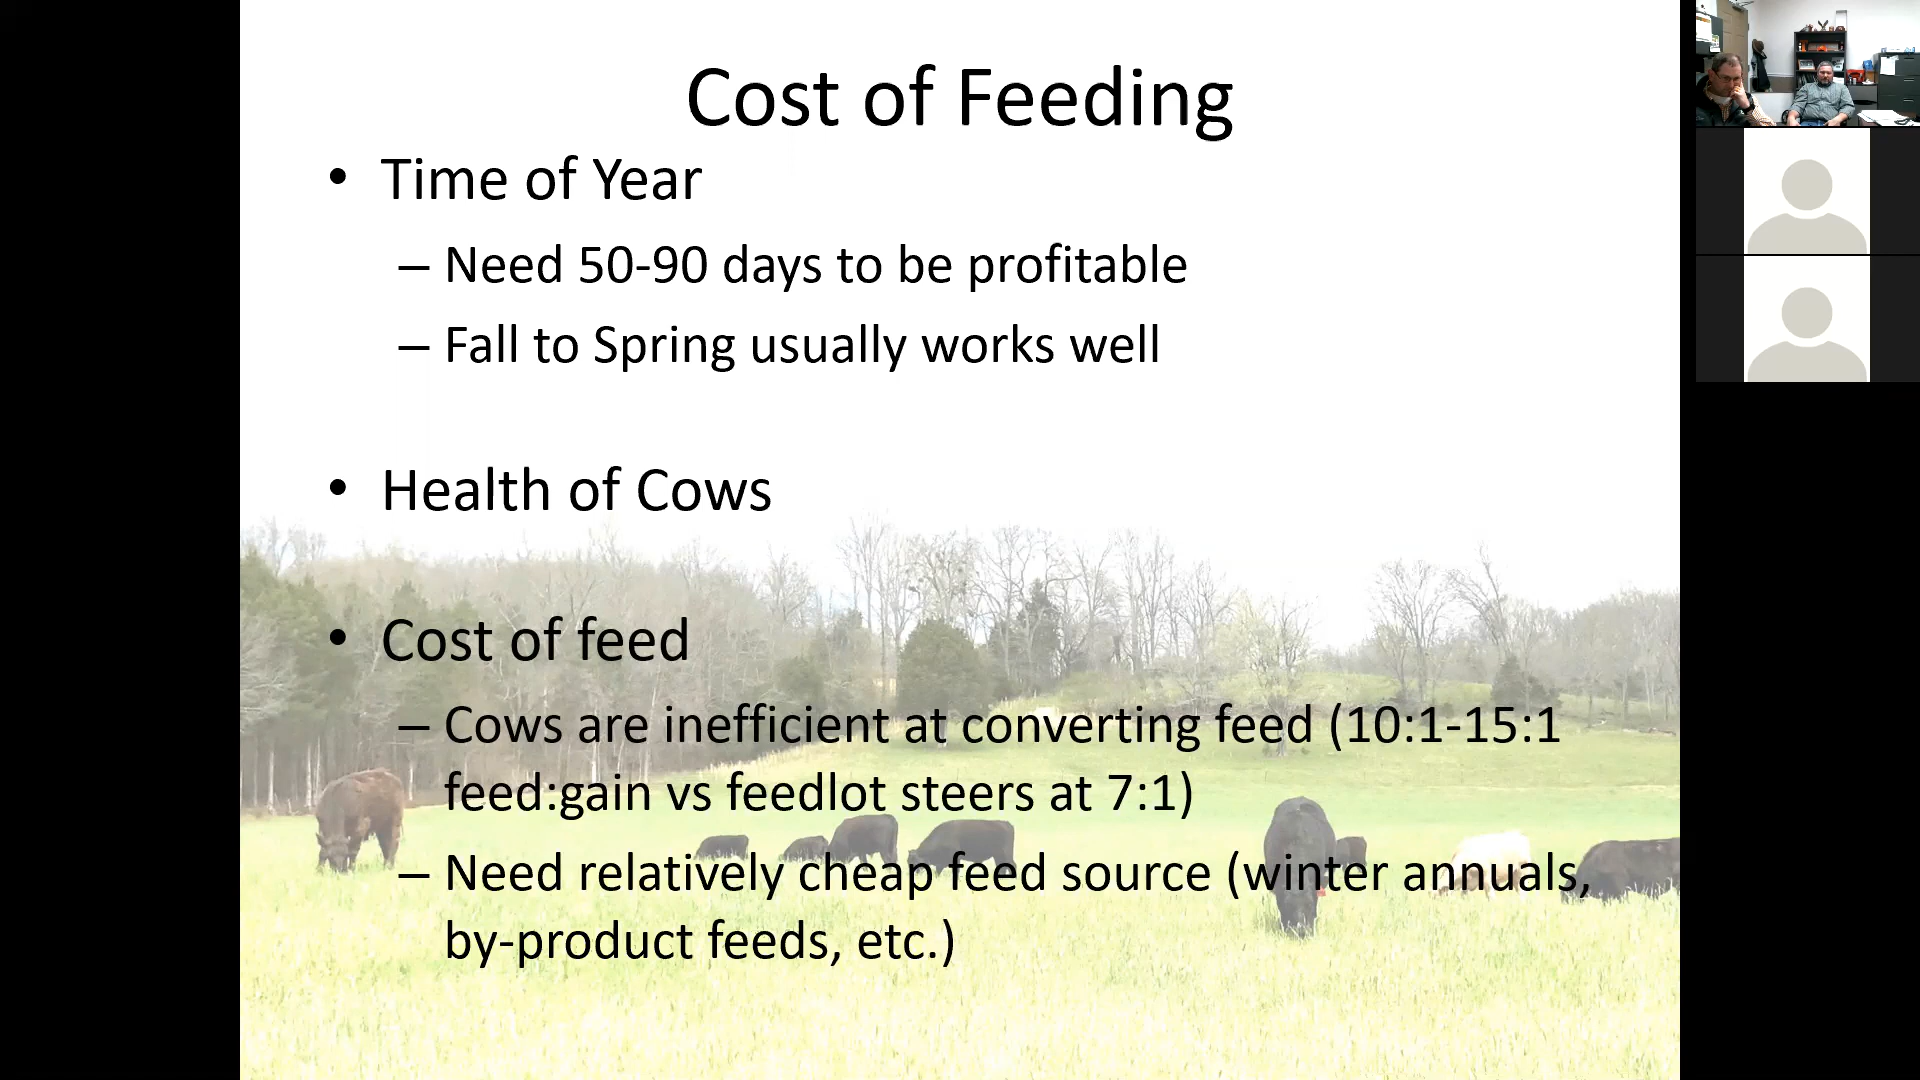 Cost of Feeding
• Time of Year
– Need 50-90 days to be profitable
– Fall to Spring usually works well
• Health of Cows
• Cost of feed
– Cows are inefficient at converting feed (10:1-15:1
feed:gain vs feedlot steers at 7:1)
– Need relatively cheap feed source (winter annuals,
by-product feeds, etc.)